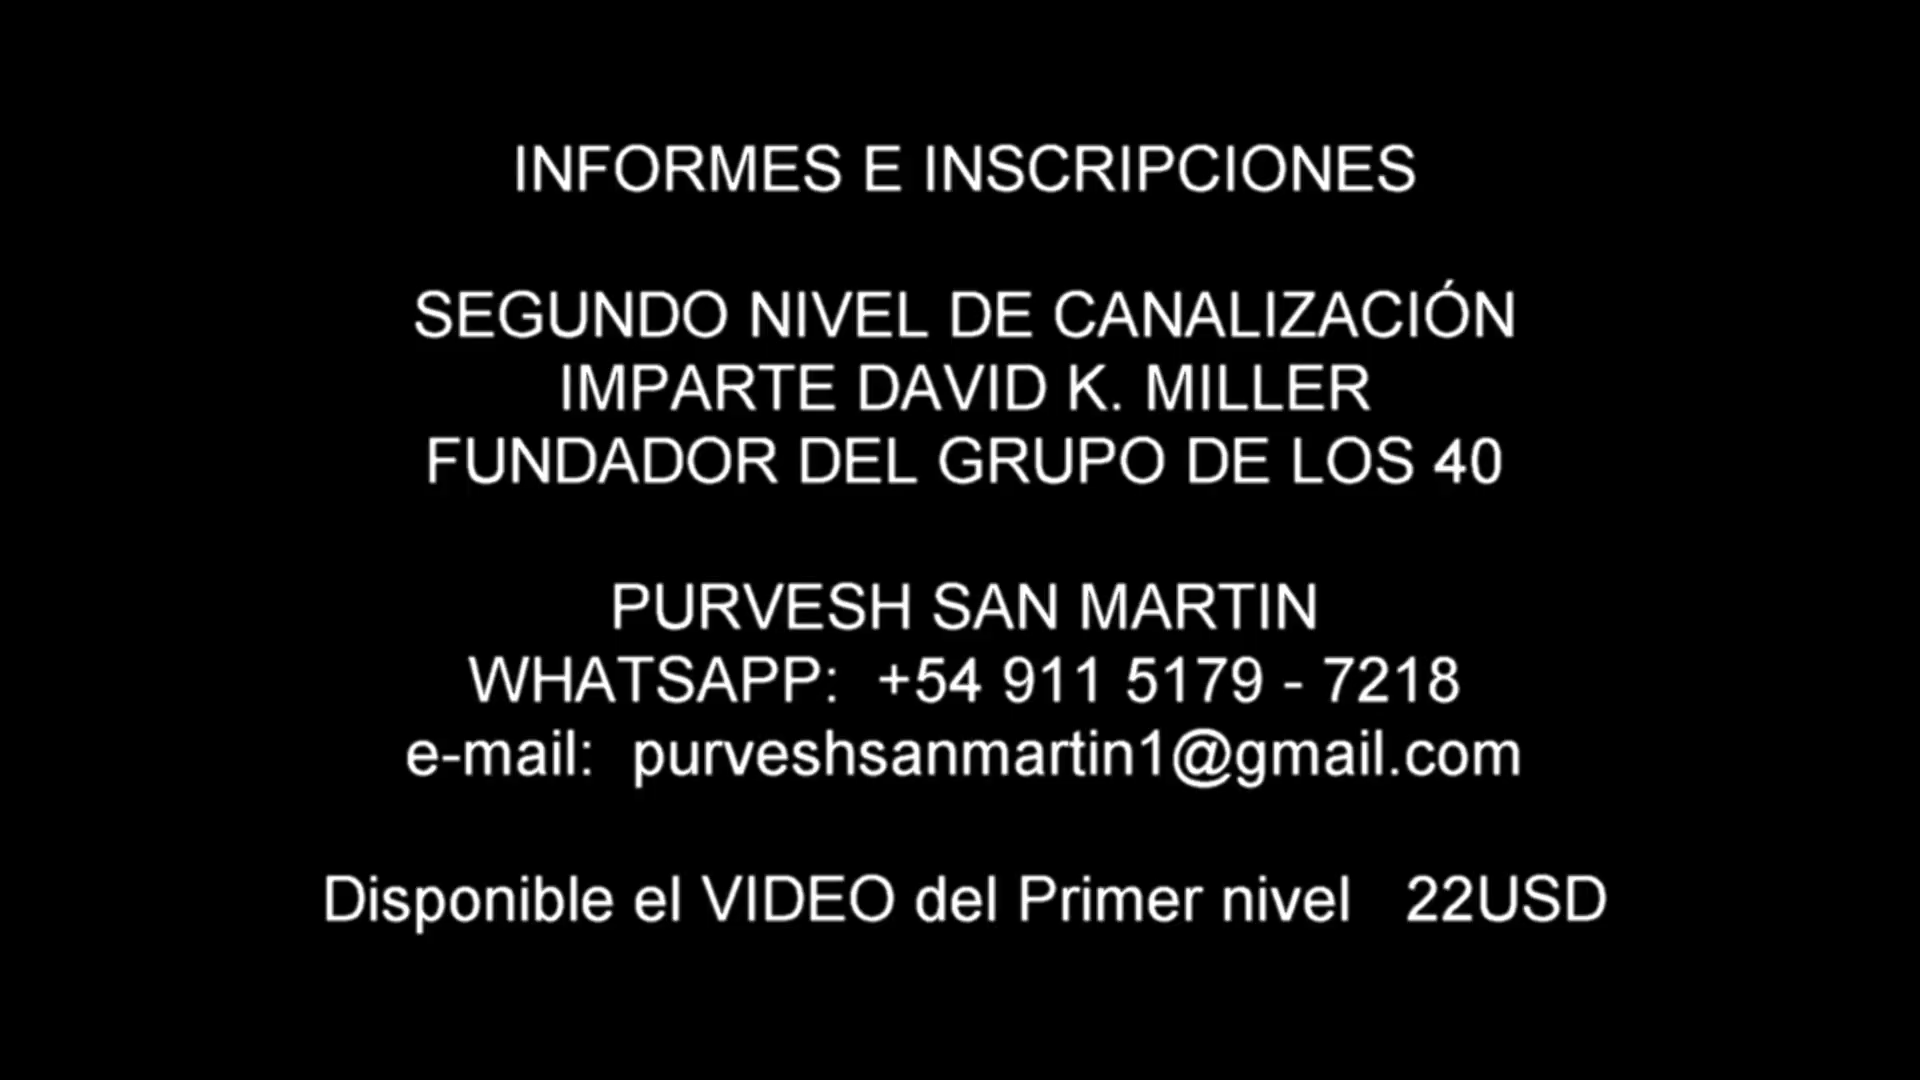 INFORMES E INSCRIPCIONES
SEGUNDO NIVEL DE CANALIZACIÓN
IMPARTE DAVID K. MILLER
FUNDADOR DEL GRUPO DE LOS 40
PURVESH SAN MARTIN
WHATSAPP:  +54 911 5179 - 7218
e-mail:  purveshsanmartin1@gmail.com
Disponible el VIDEO del Primer nivel   22USD